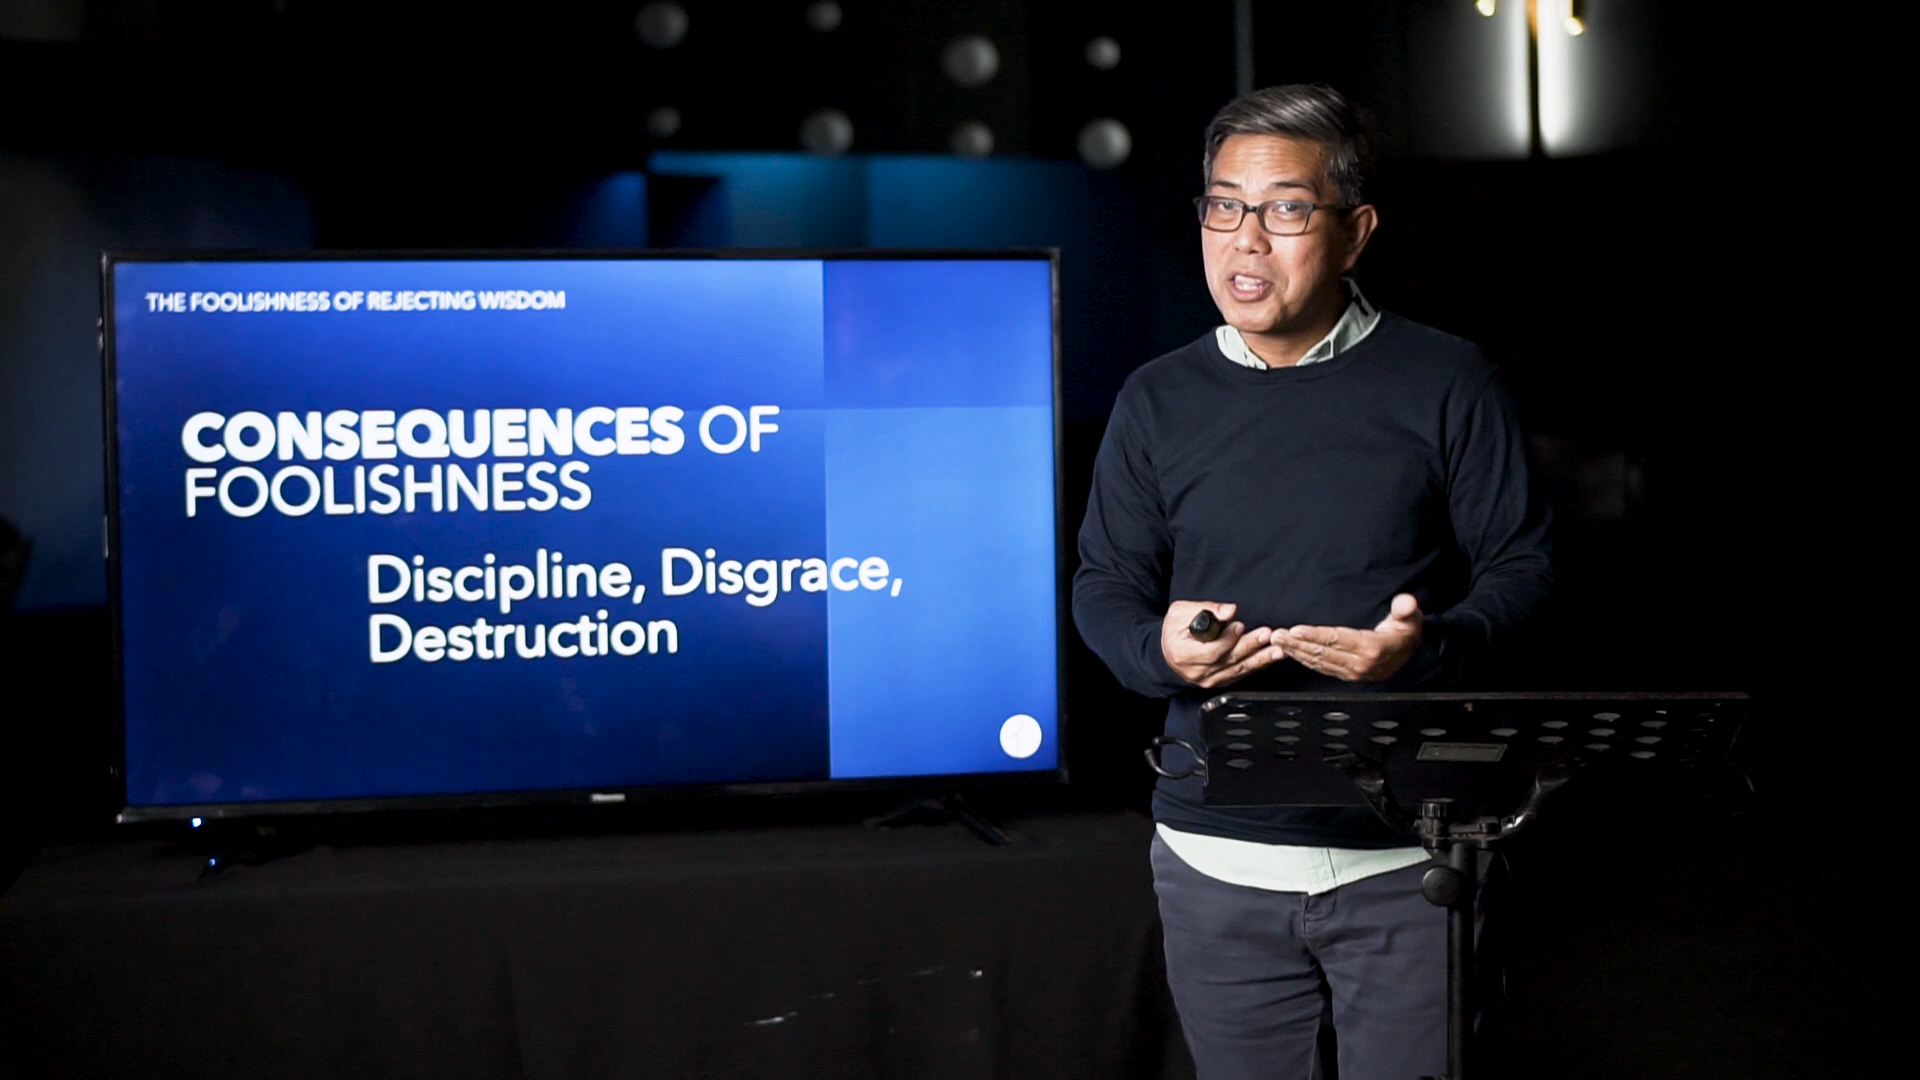 THE FOOLISHNESS OF REJECTING WISDOM
CONSEQUENCES OF
FOOLISHNESS
Discipline, Disgrace,
Destruction